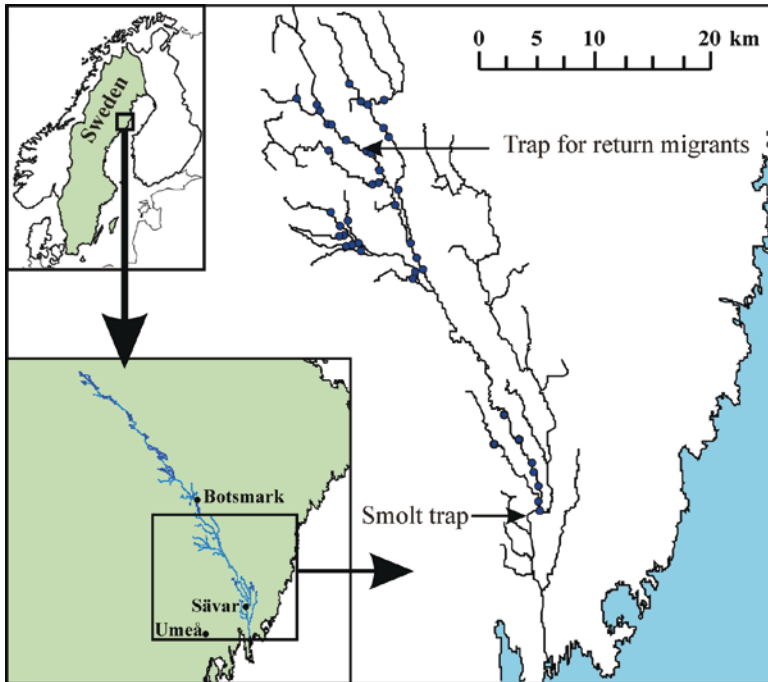 Sweden
0 5 10 20 km
Trap for return migrants
Botsmark
Smolt trap
Sävar
Umeå